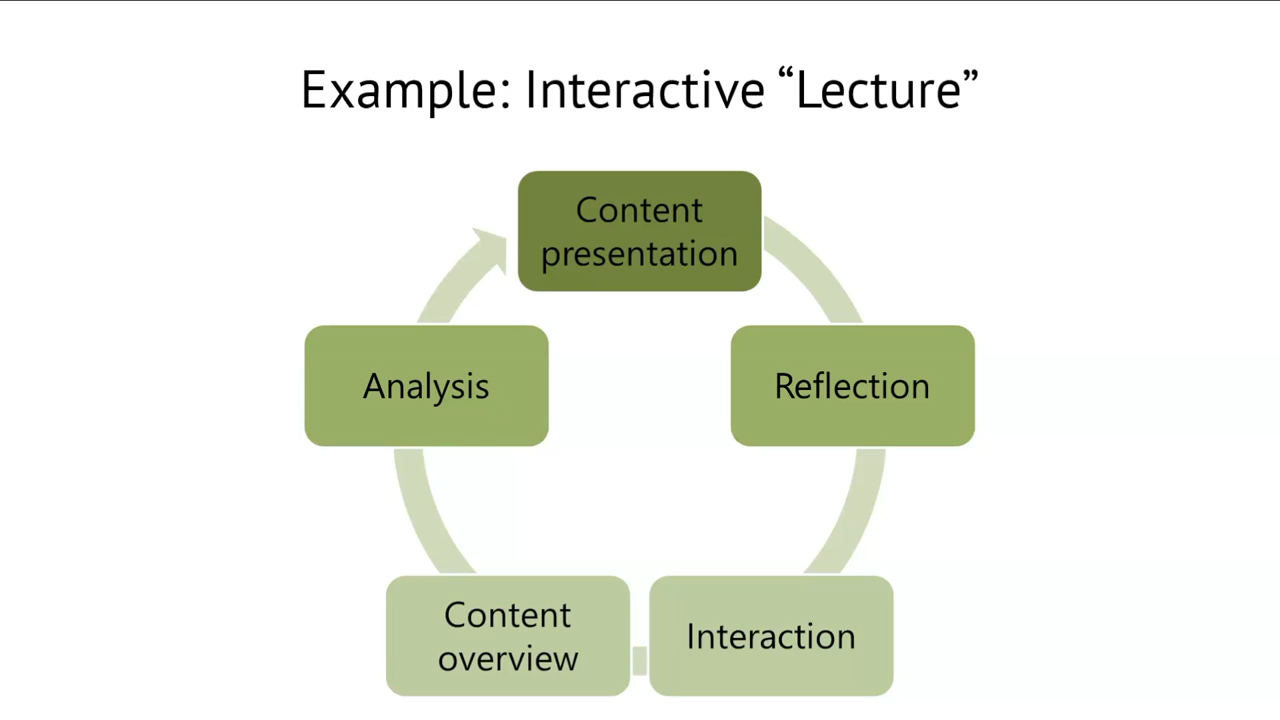 Example: Interactive “Lecture”
Content
presentation
Reflection
Interaction
Content
overview
Analysis